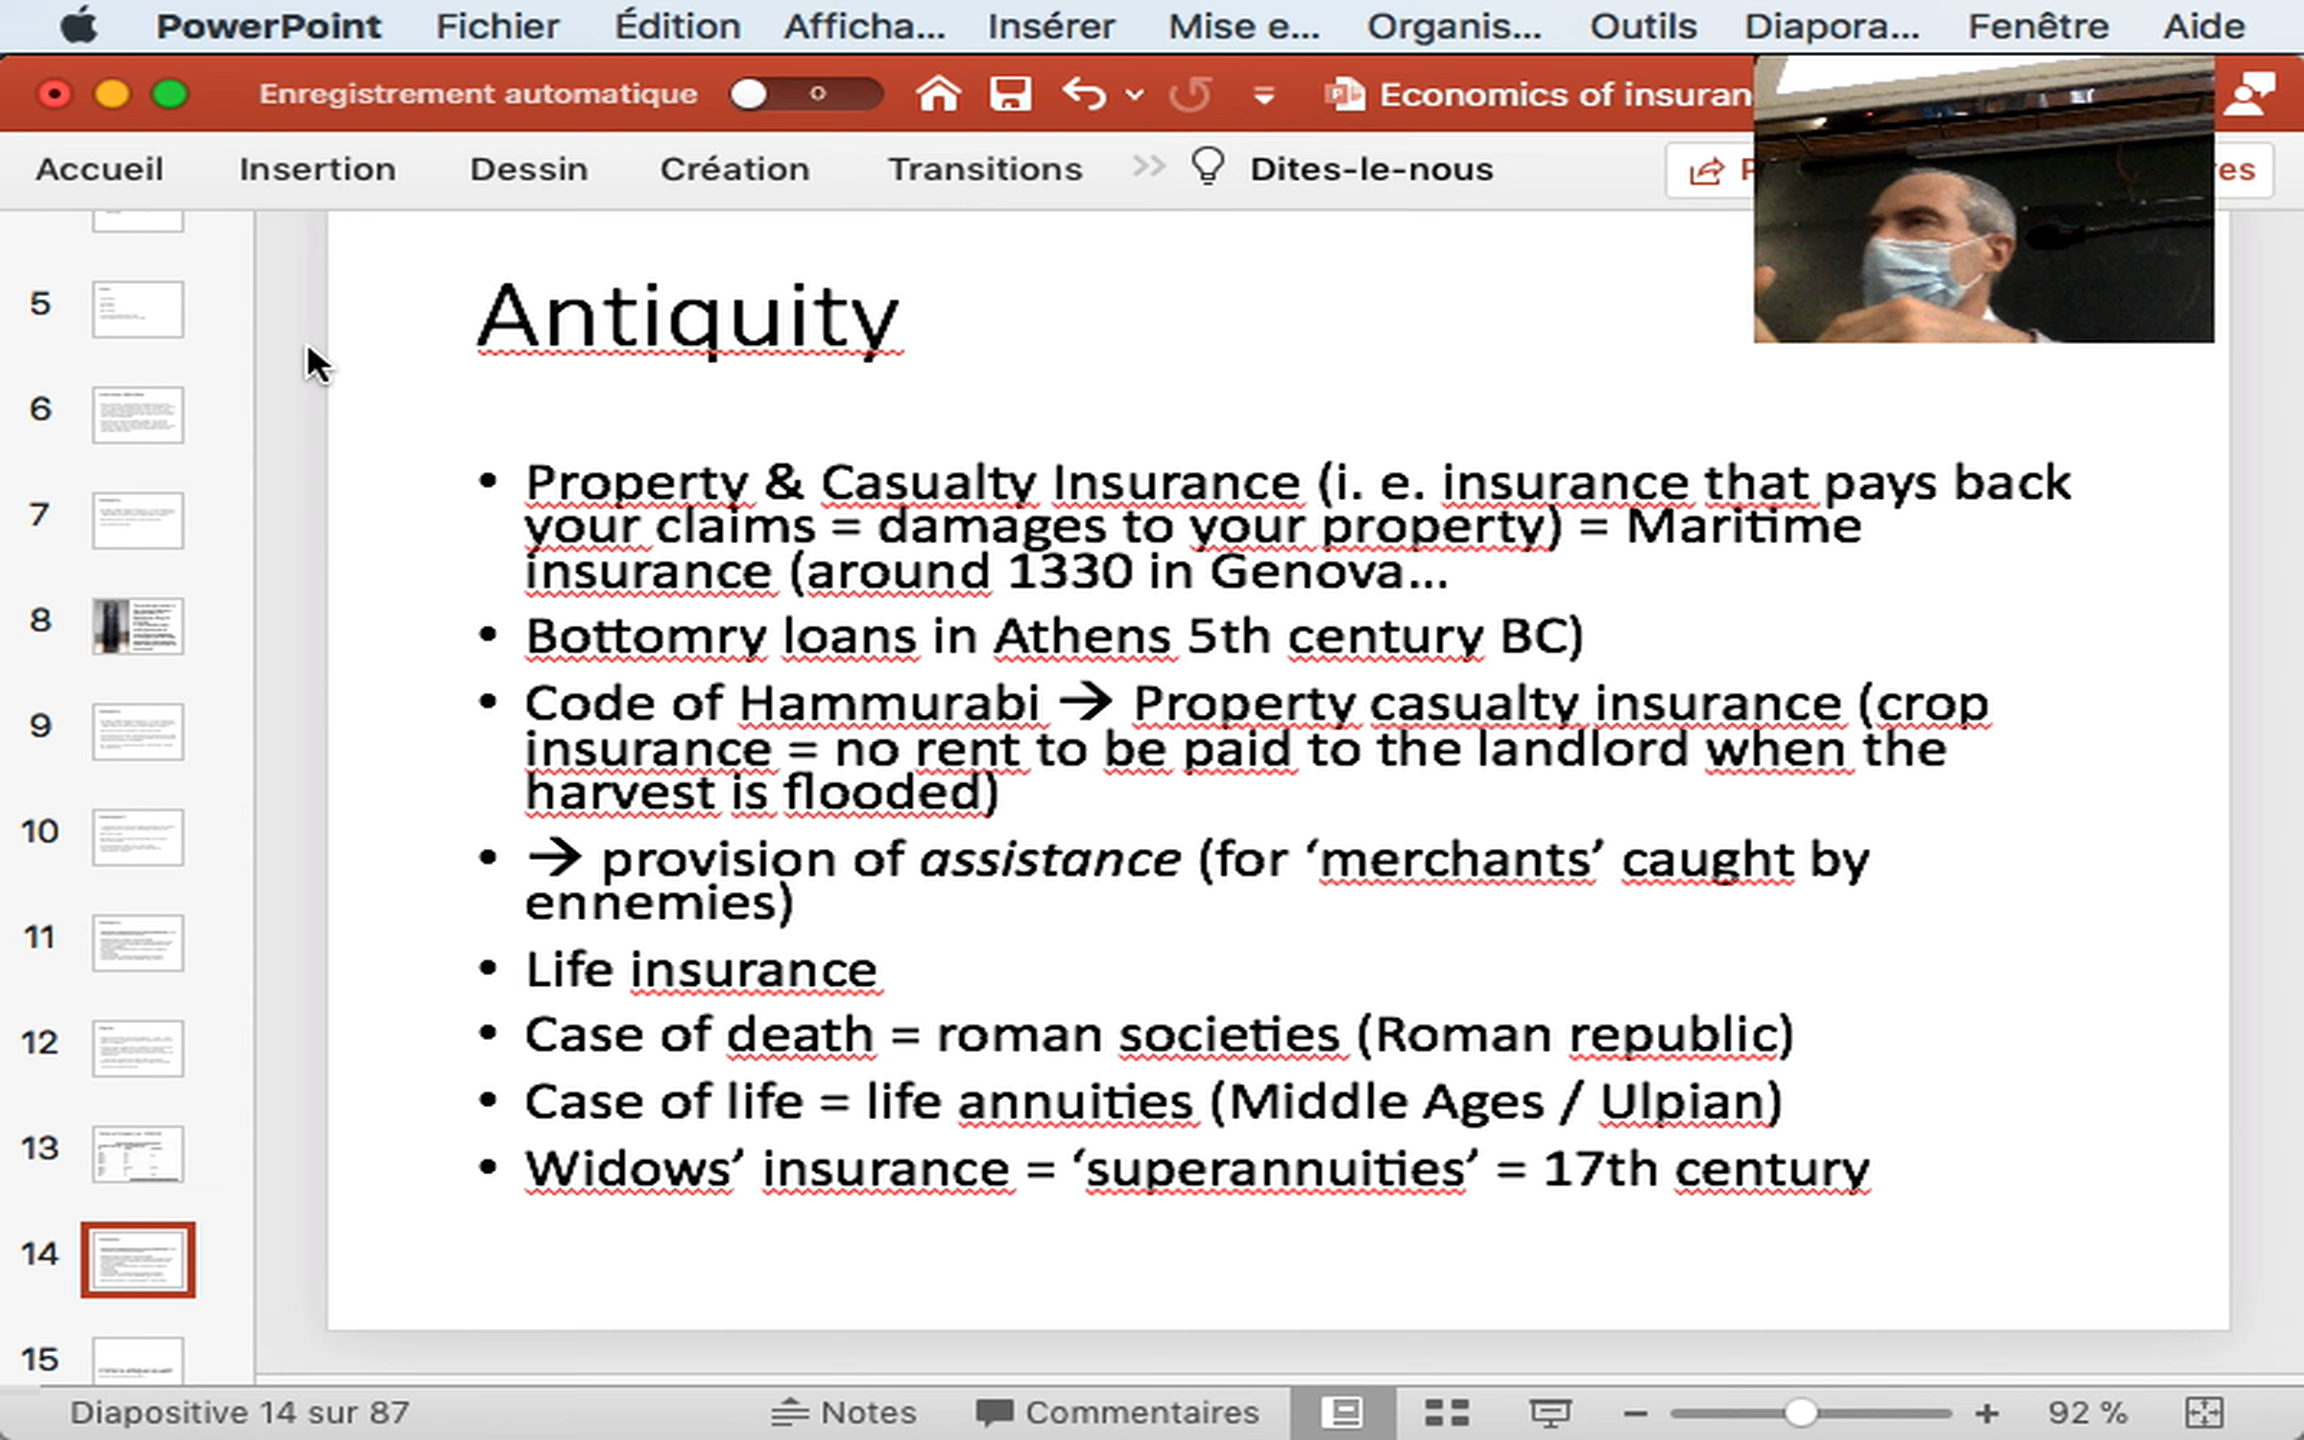 PowerPoint Fichier Édition Afficha... Insérer Mise e... Organis... Outils Diapora... Fenêtre Aide
Enregistrement automatique Economics of insuran
Accueil Insertion Dessin Création Transitions >> Dites-le-nous
Antiquity
• Property & Casualty Insurance (i. e. insurance that pays back
your claims = damages to your property) = Maritime
insurance (around 1330 in Genova...
• Bottomry loans in Athens 5th century BC)
• Code of Hammurabi → Property casualty insurance (crop
insurance = no rent to be paid to the landlord when the
harvest is flooded)
• → provision of assistance (for ‘merchants’ caught by
ennemies)
• Life insurance
• Case of death = roman societies (Roman republic)
• Case of life = life annuities (Middle Ages / Ulpian)
• Widows’ insurance = ‘superannuities’ = 17th century
5
6
7
8
9
10
11
12
13
14
15
Diapositive 14 sur 87 Notes Commentaires 92 %